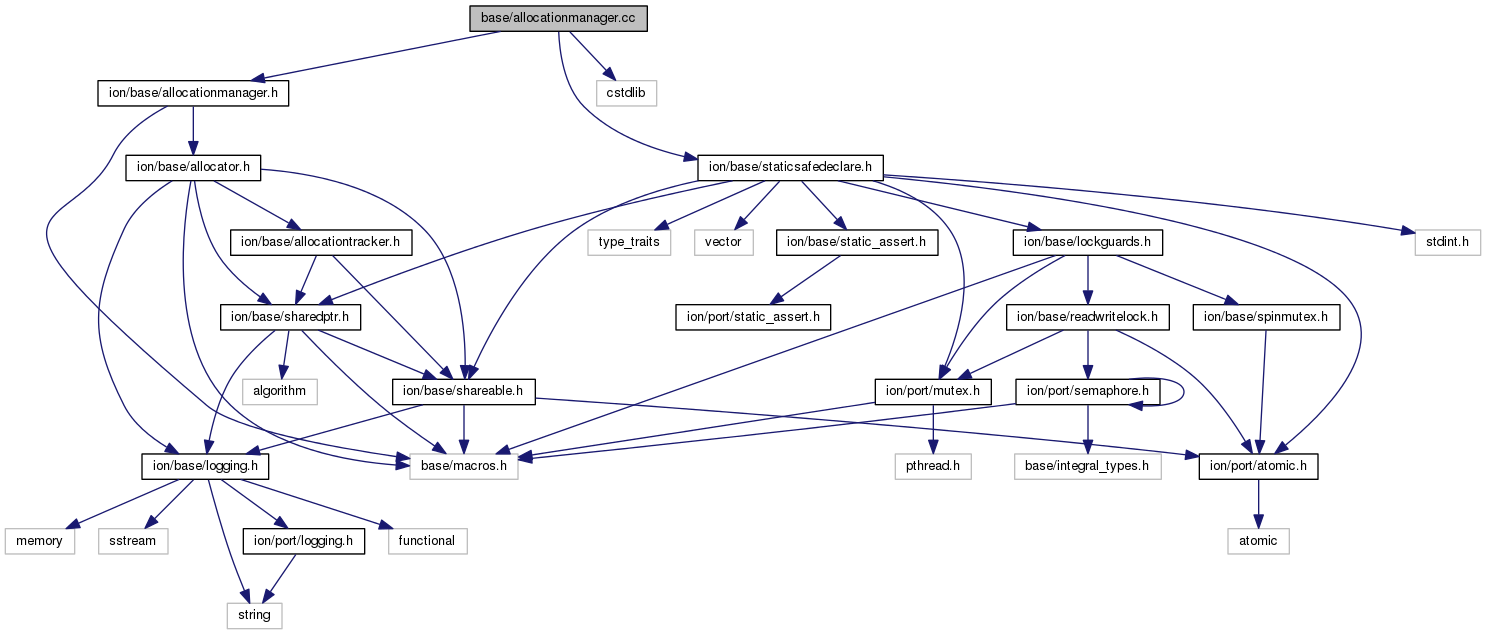 base/allocationmanager.cc
ion/base/allocationmanager.h
cstdlib
ion/base/allocator.h
ion/base/staticsafedeclare.h
ion/base/allocationtracker.h
type_traits
vector
ion/base/static_assert.h
ion/base/lockguards.h
stdint.h
ion/base/sharedptr.h
ion/port/static_assert.h
ion/base/readwritelock.h
ion/base/spinmutex.h
algorithm
ion/base/shareable.h
ion/port/mutex.h
ion/port/semaphore.h
ion/base/logging.h
base/macros.h
pthread.h
base/integral_types.h
ion/port/atomic.h
memory
sstream
ion/port/logging.h
functional
atomic
string